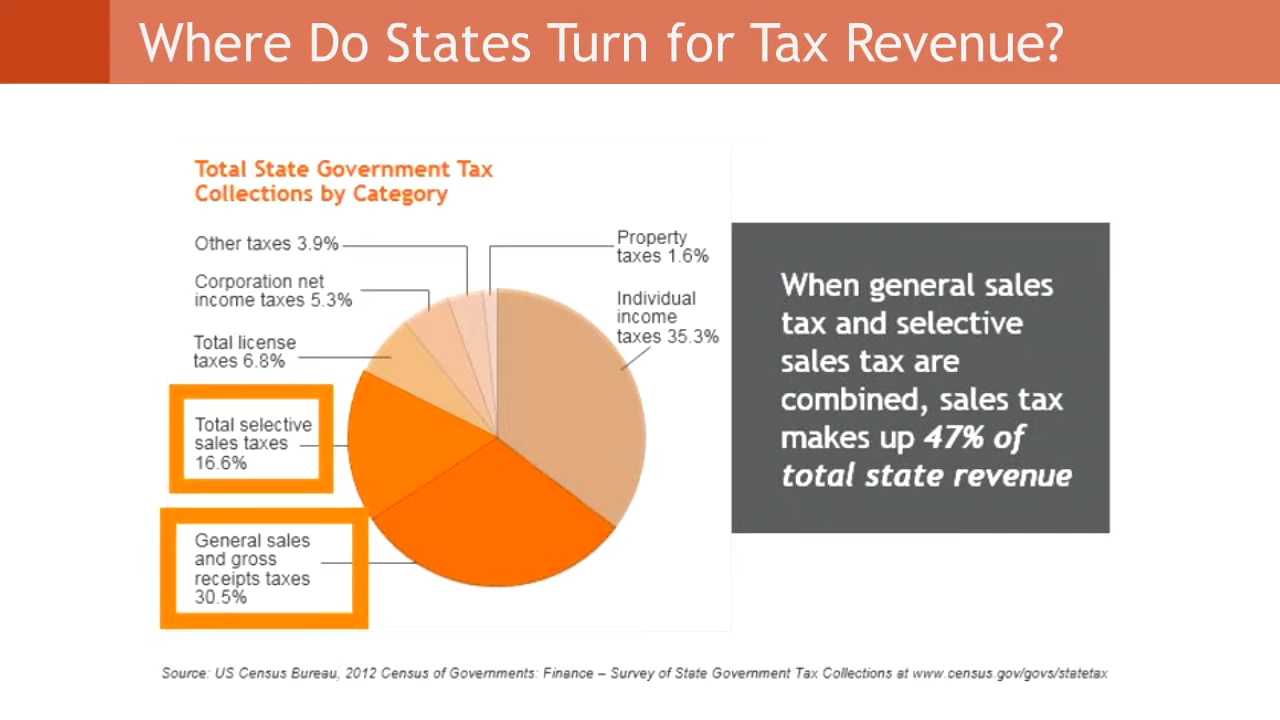 Where Do States Turn for Tax Revenue?
Total State Government Tax
Collections by Category
Other taxes 3.9%
Corporation net
income taxes 5.3%
Total license
taxes 6.8%
Total selective
sales taxes
16.6%
General sales
and gross
receipts taxes
30.5%
Property
taxes 1.6%
Individual
income
taxes 35.3%
When general sales
tax and selective
sales tax are
combined, sales tax
makes up 47% of
total state revenue
Source: US Census Bureau, 2012 Census of Governments: Finance – Survey of State Government Tax Collections at www.census.gov/govs/statetax